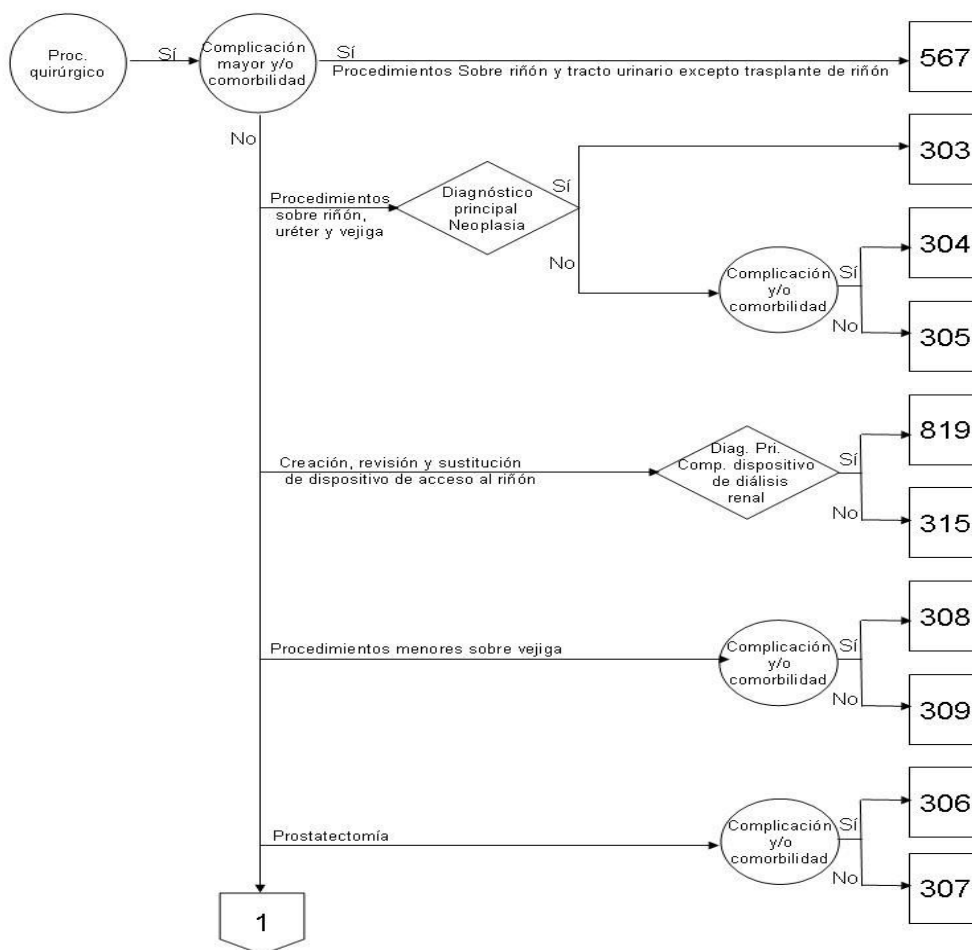 Proc.
quirúrgico
Sí
Complicación
mayor y/o
comorbilidad
Sí
Procedimientos Sobre riñón y tracto urinario excepto trasplante de riñón
567
No
303
Procedimientos
sobre riñón,
uréter y vejiga
Diagnóstico
principal
Neoplasia
Sí
No
304
Complicación
y/o
comorbilidad
Sí
No
305
819
Creación, revisión y sustitución
de dispositivo de acceso al riñón
Diag. Pri.
Comp. dispositivo
de diálisis
renal
Sí
No
315
308
Procedimientos menores sobre vejiga
Complicación
y/o
comorbilidad
Sí
No
309
306
Prostatectomía
Complicación
y/o
comorbilidad
Sí
No
307
1